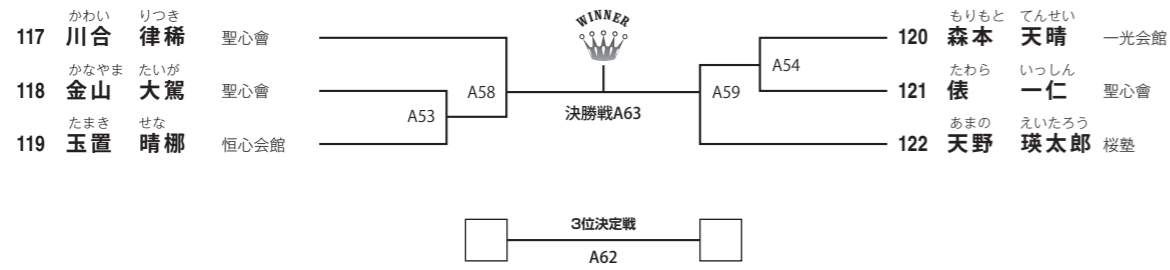 かわい りつき
117 川合 律稀 聖心會
かなやま たいが
118 金山 大駕 聖心會
たまき せな
119 玉置 晴梛 恒心会館
A53
A58
WINNER
決勝戦A63
A59
A54
もりもと てんせい
120 森本 天晴 一光会館
たわら いっしん
121 俵 一仁 聖心會
あまの えいたろう
122 天野 瑛太郎 桜塾
3位決定戦
A62